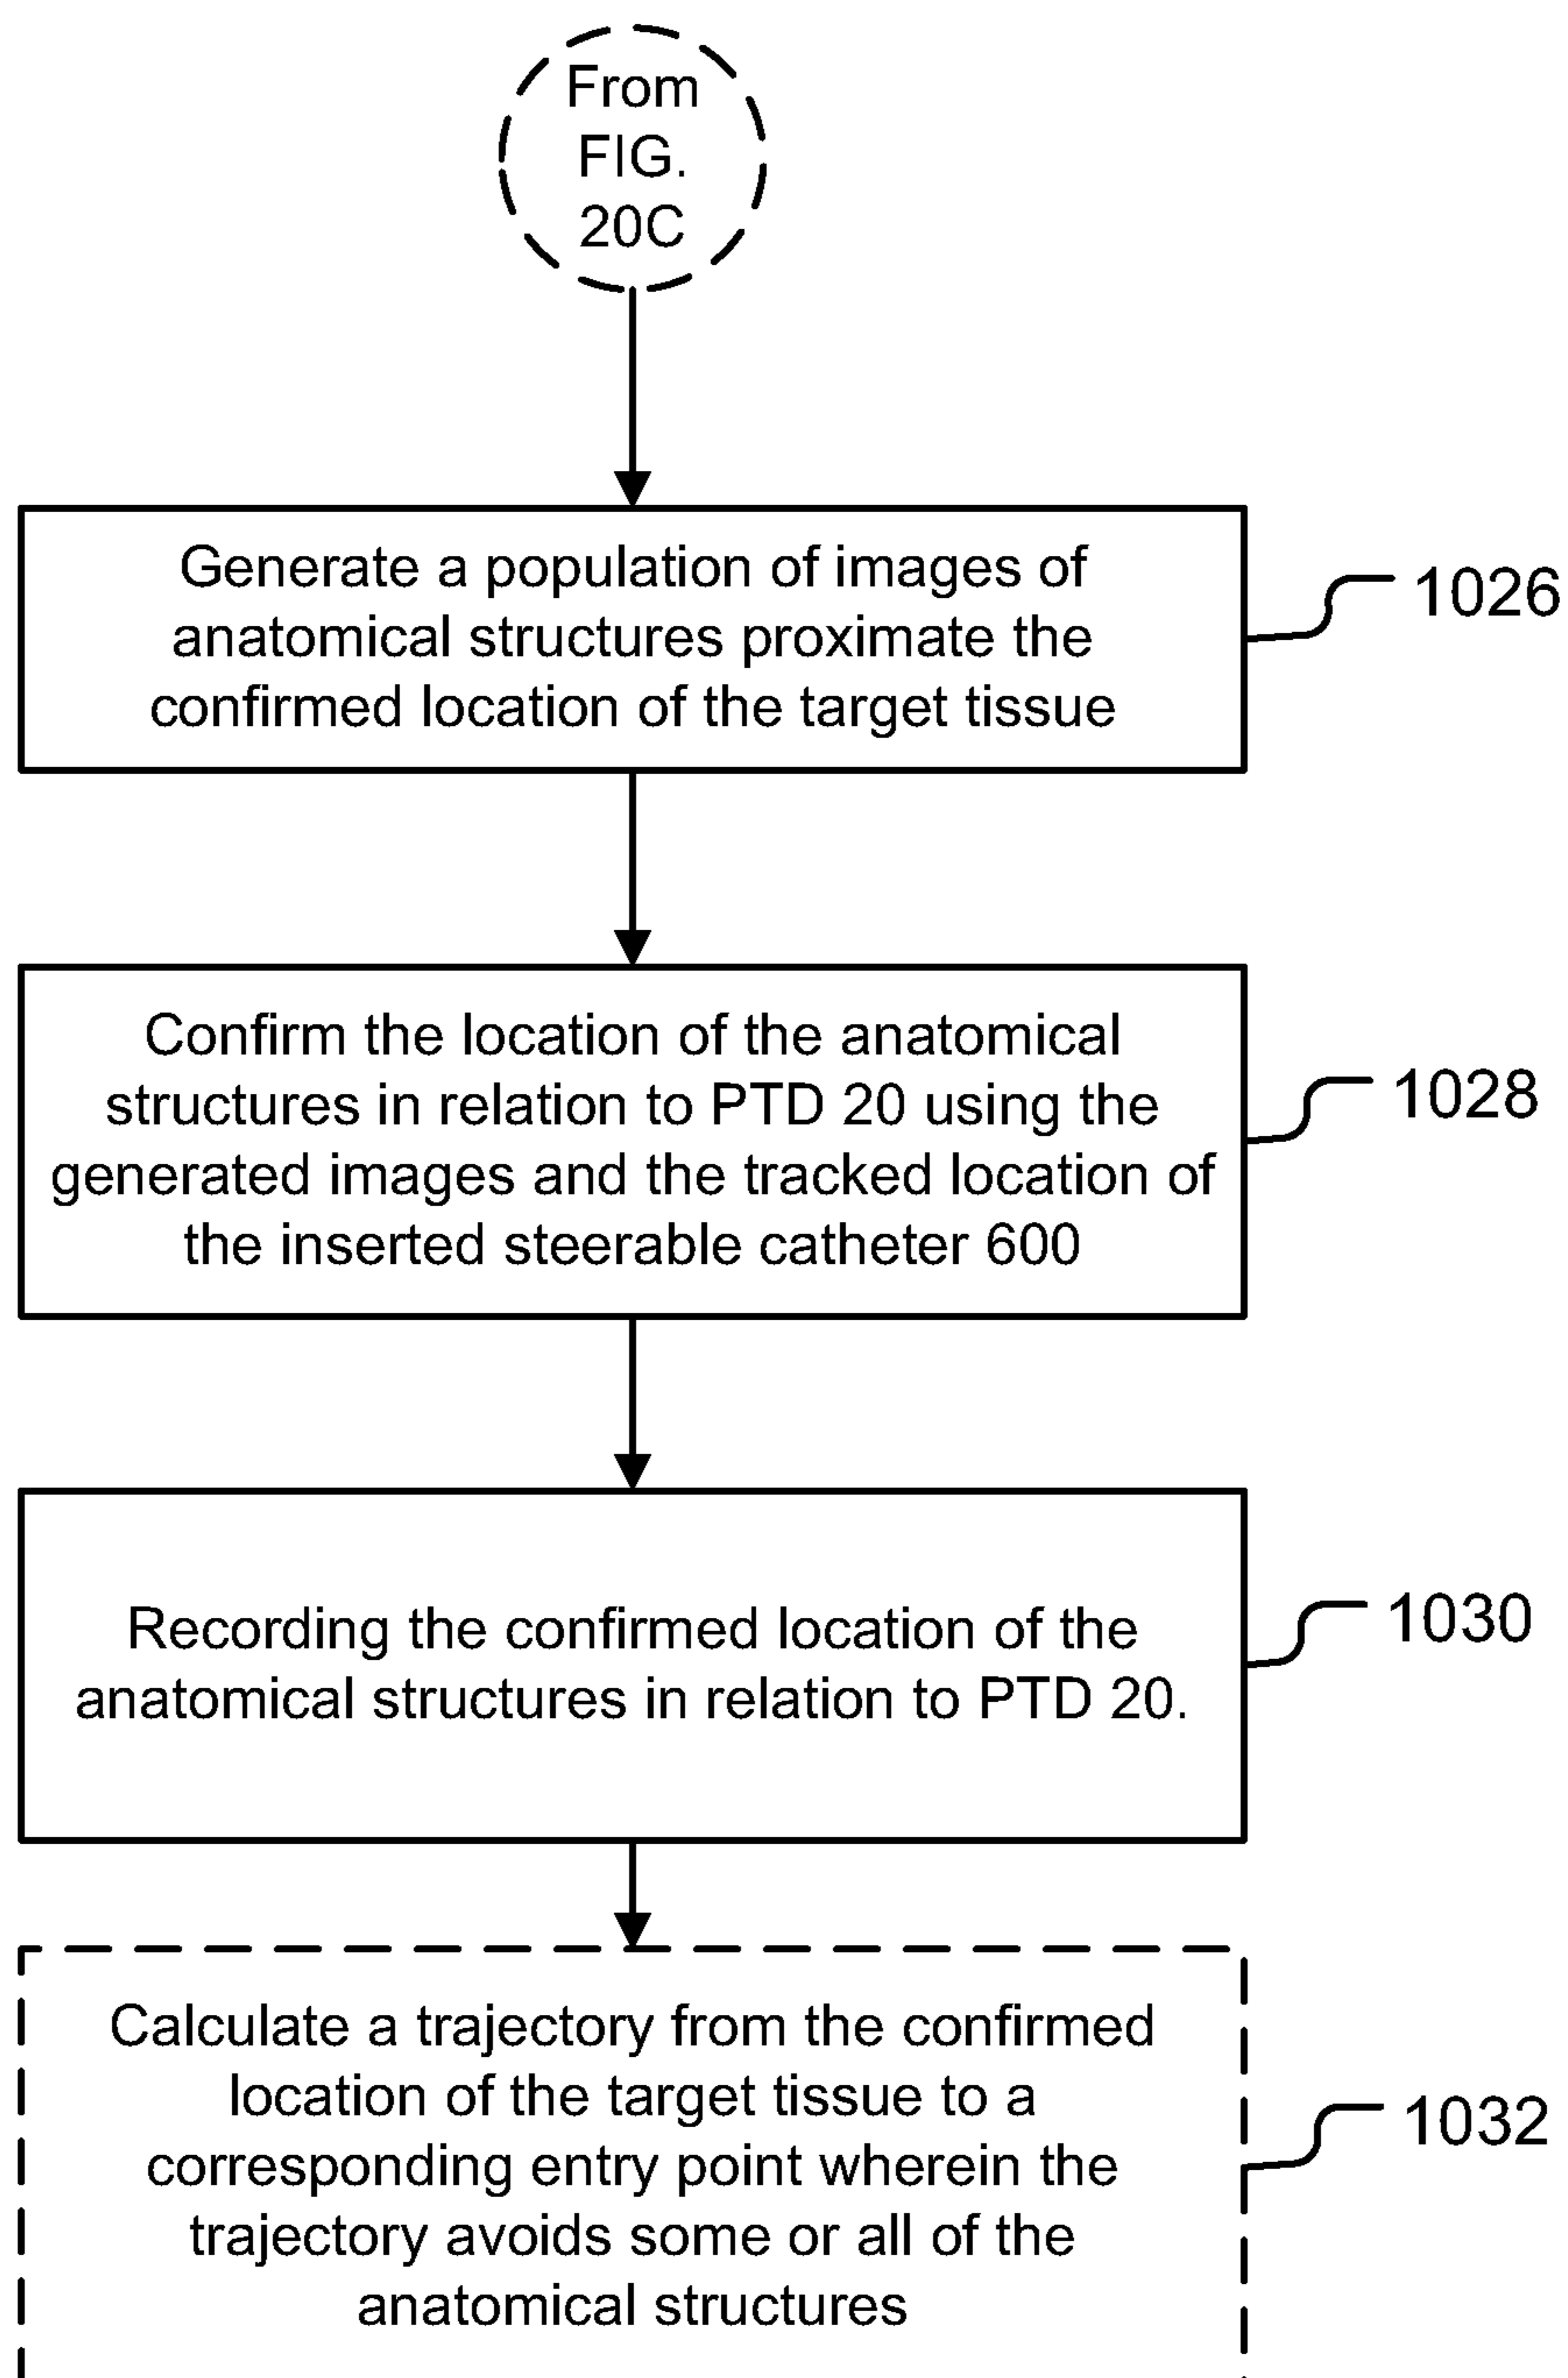 From
FIG.
20C
Generate a population of images of
anatomical structures proximate the
confirmed location of the target tissue
1026
Confirm the location of the anatomical
structures in relation to PTD 20 using the
generated images and the tracked location of
the inserted steerable catheter 600
1028
Recording the confirmed location of the
anatomical structures in relation to PTD 20.
1030
Calculate a trajectory from the confirmed
location of the target tissue to a
corresponding entry point wherein the
trajectory avoids some or all of the
anatomical structures
1032